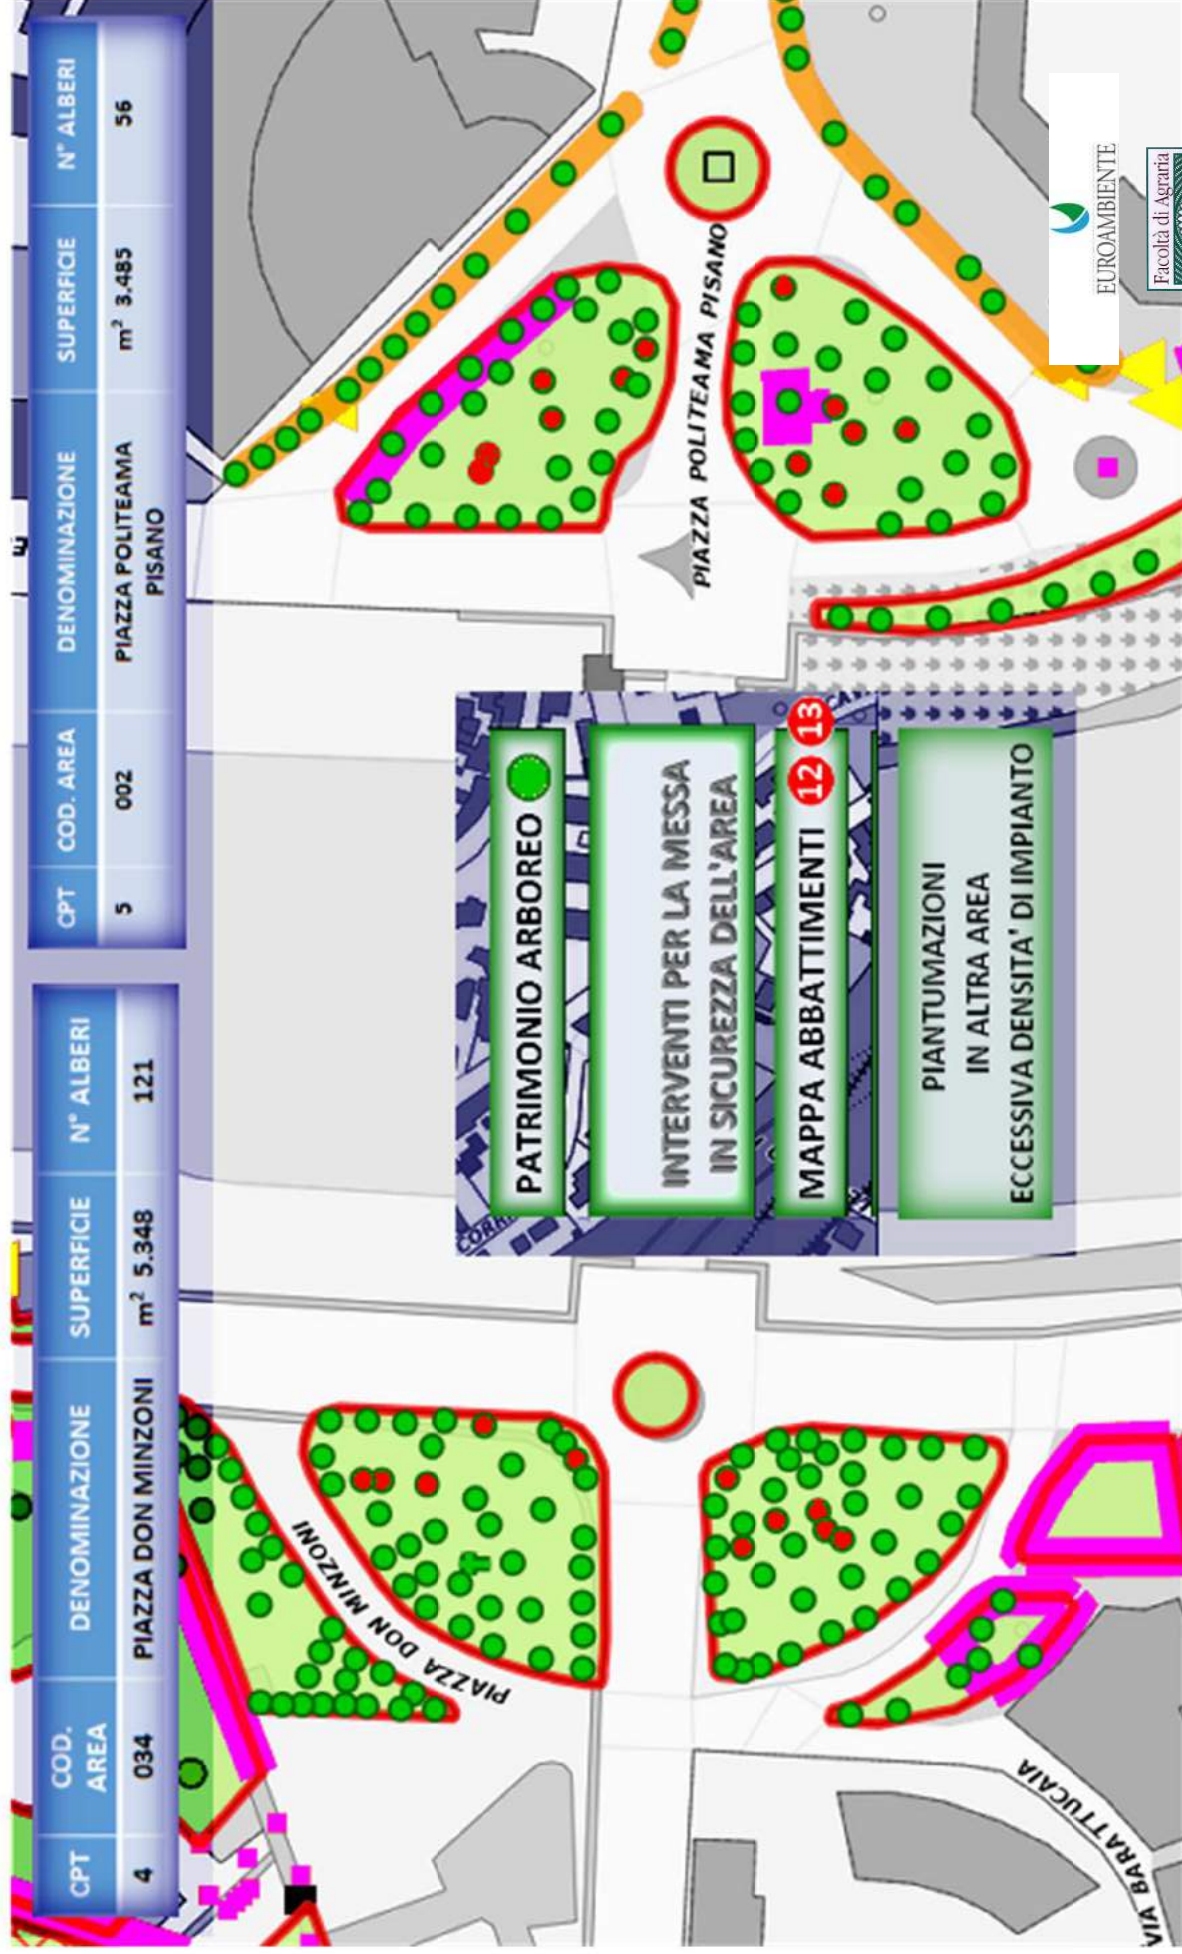 CPT COD. AREA DENOMINAZIONE SUPERFICIE N° ALBERI
4 034 PIAZZA DON MINZONI m² 5.348 121
CPT COD. AREA DENOMINAZIONE SUPERFICIE N° ALBERI
5 002 PIAZZA POLITEAMA m² 3.485 56
PISANO
PATRIMONIO ARBOREO
INTERVENTI PER LA MESSA
IN SICUREZZA DELL'AREA
MAPPA ABBATTIMENTI 12 13
PIANTUMAZIONI
IN ALTRA AREA
ECCESSIVA DENSITA' DI IMPIANTO
PIAZZA DON MINZONI
PIAZZA POLITEAMA PISANO
VIA BARATTUCAIA
EUROAMBIENTE
Facoltà di Agraria